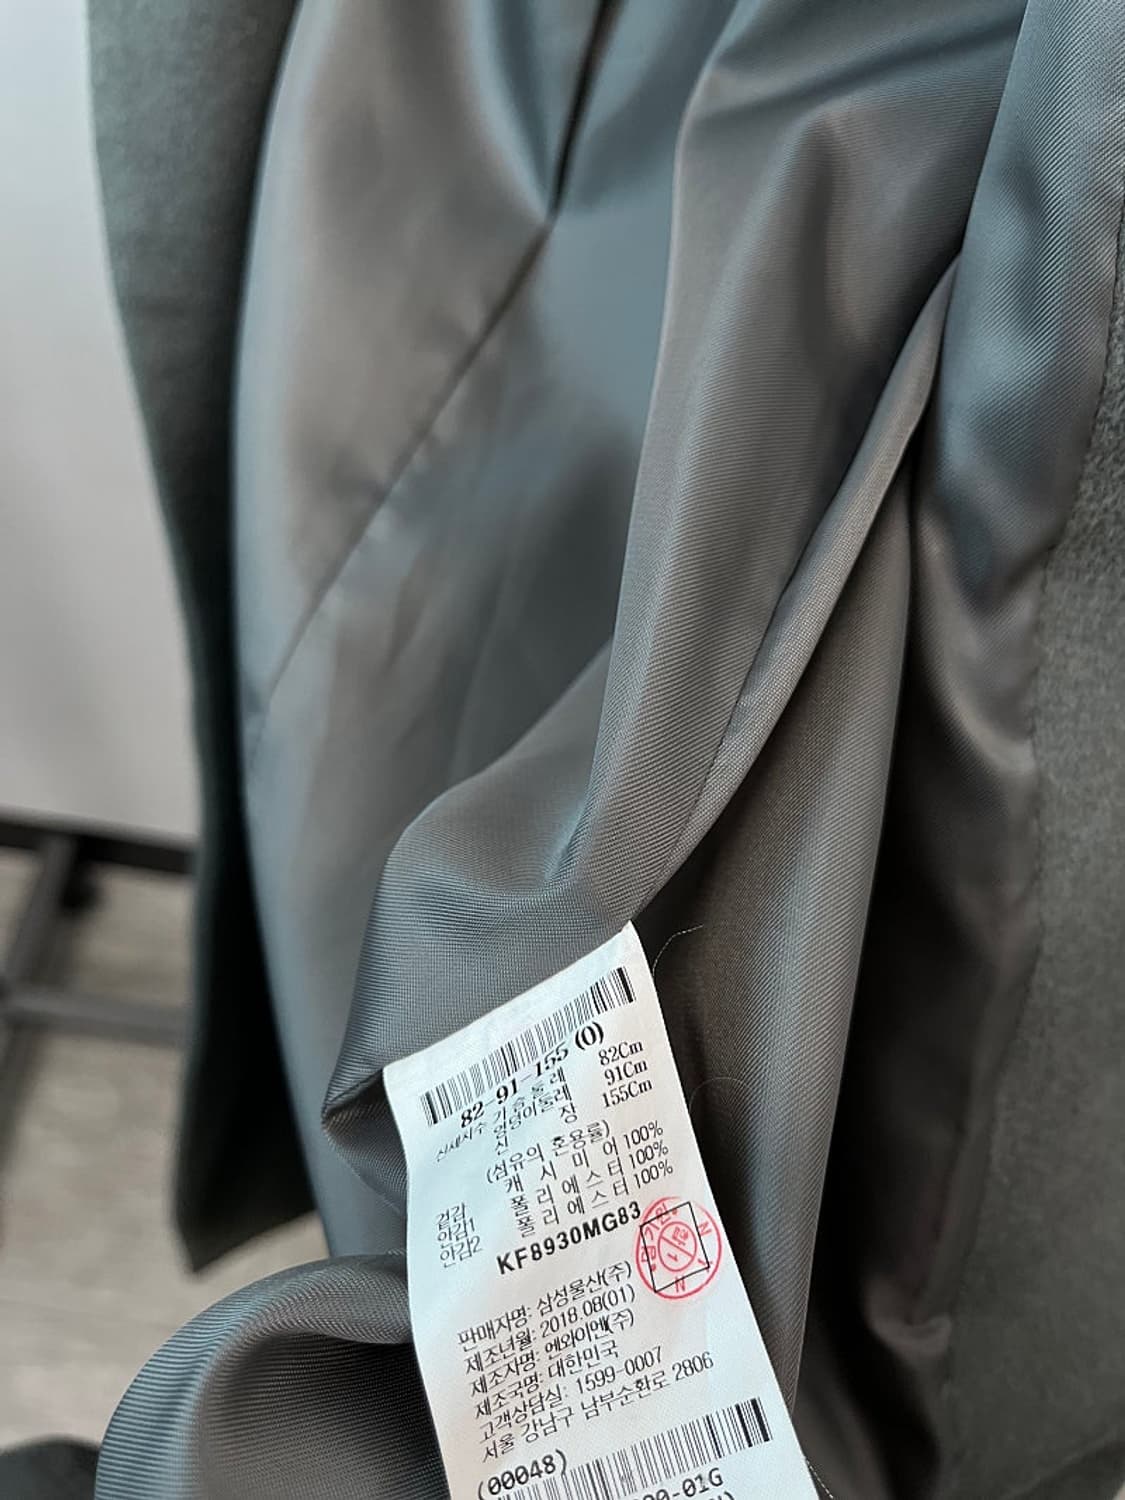 82-91-155 (0)
신체치수 가슴둘레 82Cm
엉덩이둘레 91Cm
신장 155Cm
(섬유의 혼용률)
겉감 캐시미어 100%
안감1 폴리에스터 100%
안감2 폴리에스터 100%
KF8930MG83
판매자명: 삼성물산(주)
제조년월: 2018.08(01)
제조자명: 엔와이엔(주)
제조국명: 대한민국
고객상담실: 1599-0007
서울 강남구 남부순환로 2806
(00048)